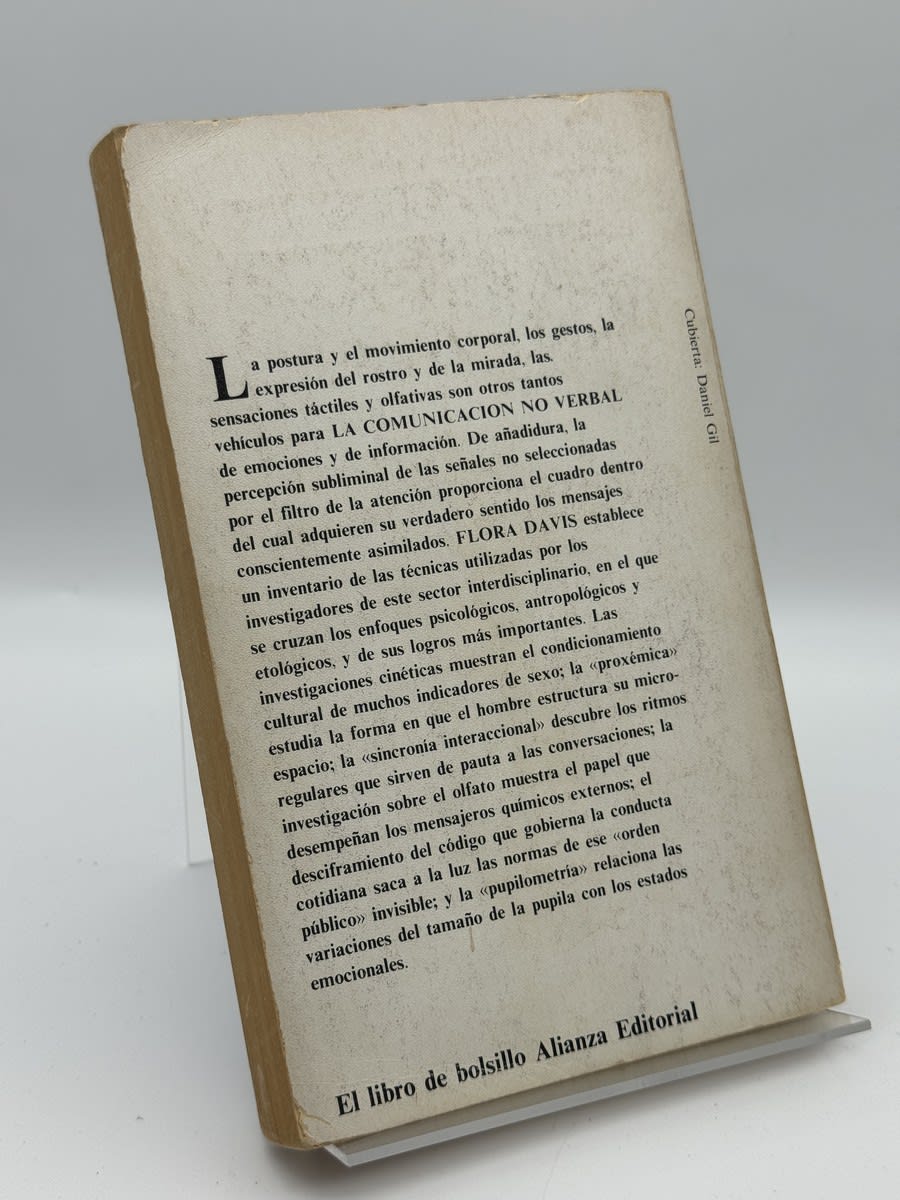 La postura y el movimiento corporal, los gestos, la
expresión del rostro y de la mirada, las.
sensaciones táctiles y olfativas son otros tantos
vehículos para LA COMUNICACION NO VERBAL
de emociones y de información. De añadidura, la
percepción subliminal de las señales no seleccionadas
por el filtro de la atención proporciona el cuadro dentro
del cual adquieren su verdadero sentido los mensajes
conscientemente asimilados. FLORA DAVIS establece
un inventario de las técnicas utilizadas por los
investigadores de este sector interdisciplinario, en el que
se cruzan los enfoques psicológicos, antropológicos y
etológicos, y de sus logros más importantes. Las
investigaciones cinéticas muestran el condicionamiento
cultural de muchos indicadores de sexo; la «proxémica»
estudia la forma en que el hombre estructura su micro-
espacio; la «sincronía interaccional» descubre los ritmos
regulares que sirven de pauta a las conversaciones; la
investigación sobre el olfato muestra el papel que
desempeñan los mensajeros químicos externos; el
desciframiento del código que gobierna la conducta
cotidiana saca a la luz las normas de ese «orden
público» invisible; y la «pupilometría» relaciona las
variaciones del tamaño de la pupila con los estados
emocionales.
El libro de bolsillo Alianza Editorial
Cubierta: Daniel Gil